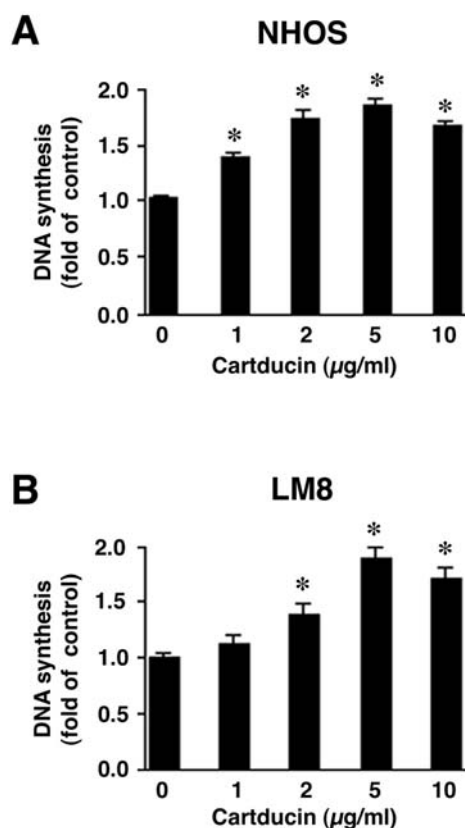 A
NHOS
DNA synthesis
(fold of control)
2.0
1.5
1.0
0.5
0.0
* * * *
0 1 2 5 10
Cartducin (µg/ml)
B
LM8
DNA synthesis
(fold of control)
2.0
1.5
1.0
0.5
0.0
* * *
0 1 2 5 10
Cartducin (µg/ml)